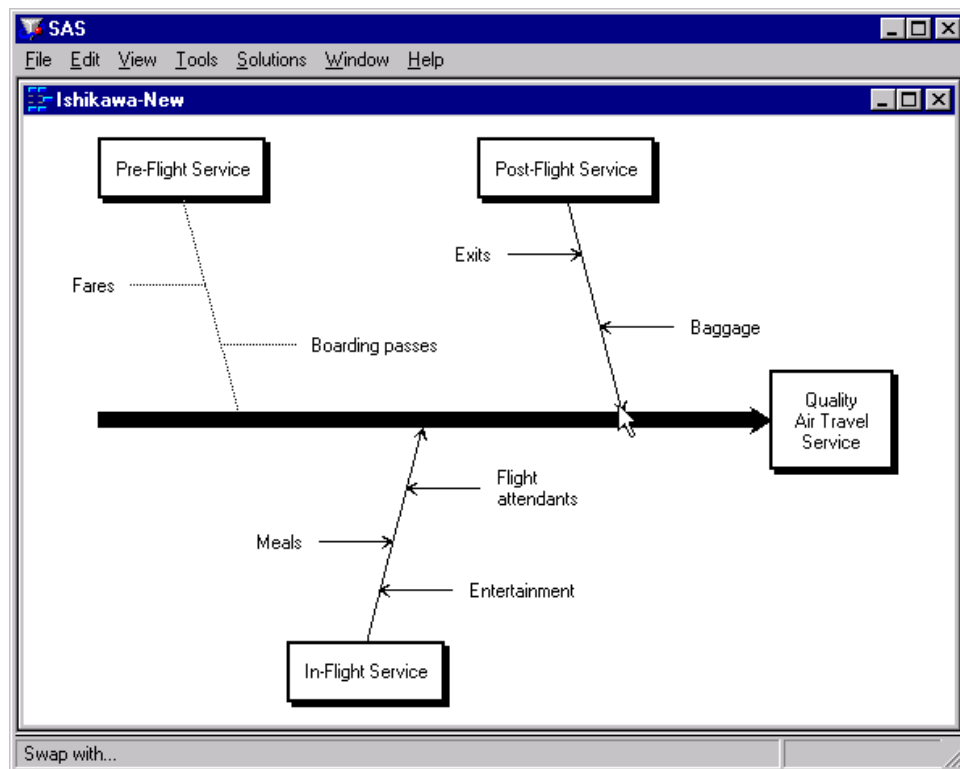 SAS
File Edit View Tools Solutions Window Help
Ishikawa-New
Pre-Flight Service
Post-Flight Service
Exits
Fares
Baggage
Boarding passes
Quality
Air Travel
Service
Flight
attendants
Meals
Entertainment
In-Flight Service
Swap with...